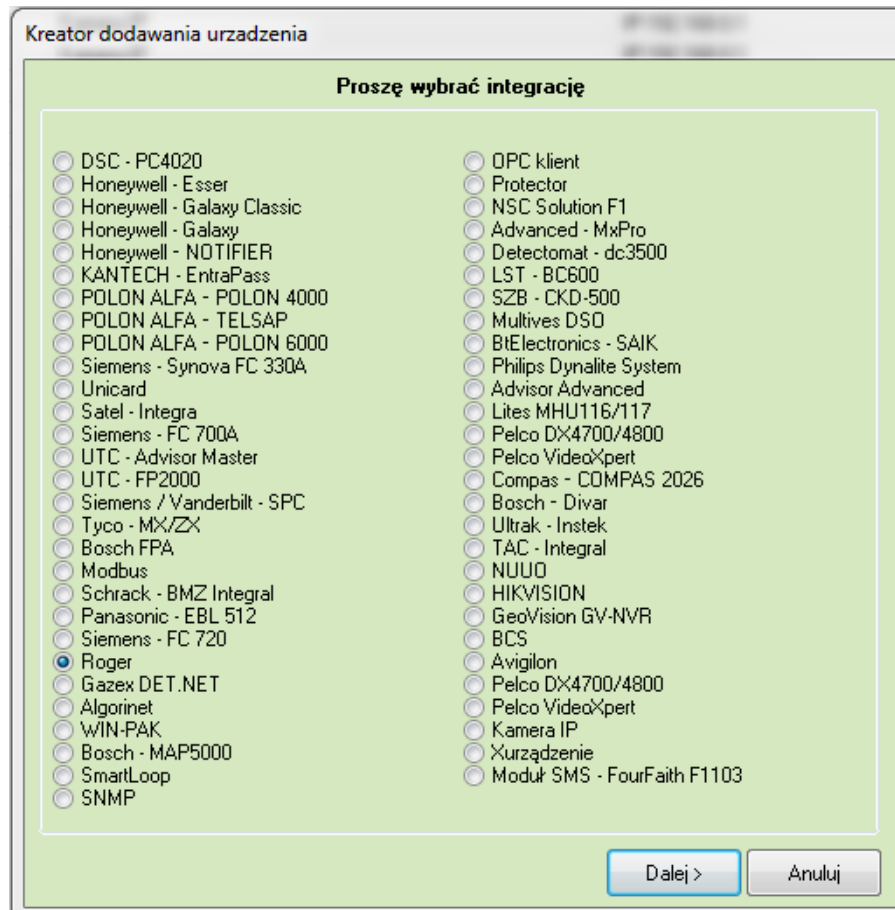 Kreator dodawania urzadzenia
Proszę wybrać integrację
DSC - PC4020
Honeywell - Esser
Honeywell - Galaxy Classic
Honeywell - Galaxy
Honeywell - NOTIFIER
KANTECH - EntraPass
POLON ALFA - POLON 4000
POLON ALFA - TELSAP
POLON ALFA - POLON 6000
Siemens - Synova FC 330A
Unicard
Satel - Integra
Siemens - FC 700A
UTC - Advisor Master
UTC - FP2000
Siemens / Vanderbilt - SPC
Tyco - MX/ZX
Bosch FPA
Modbus
Schrack - BMZ Integral
Panasonic - EBL 512
Siemens - FC 720
Roger
Gazex DET.NET
Algorinet
WIN-PAK
Bosch - MAP5000
SmartLoop
SNMP
OPC klient
Protector
NSC Solution F1
Advanced - MxPro
Detectomat - dc3500
LST - BC600
SZB - CKD-500
Multives DSO
BtElectronics - SAIK
Philips Dynalite System
Advisor Advanced
Lites MHU116/117
Pelco DX4700/4800
Pelco VideoXpert
Compas - COMPAS 2026
Bosch - Divar
Ultrak - Instek
TAC - Integral
NUUO
HIKVISION
GeoVision GV-NVR
BCS
Avigilon
Pelco DX4700/4800
Pelco VideoXpert
Kamera IP
Xurządzenie
Moduł SMS - FourFaith F1103
Dalej >
Anuluj